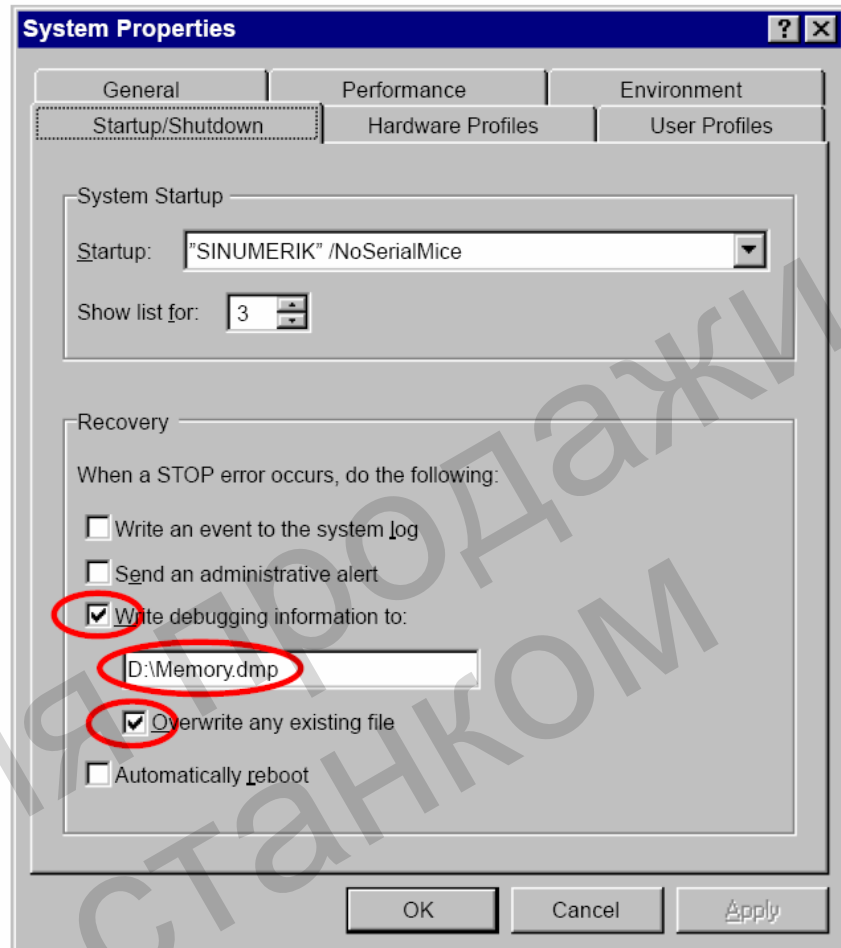 System Properties
General Performance Environment
Startup/Shutdown Hardware Profiles User Profiles
System Startup
Startup: "SINUMERIK" /NoSerialMice
Show list for: 3
Recovery
When a STOP error occurs, do the following:
Write an event to the system log
Send an administrative alert
Write debugging information to:
D:\Memory.dmp
Overwrite any existing file
Automatically reboot
OK Cancel Apply
я продажи
станком